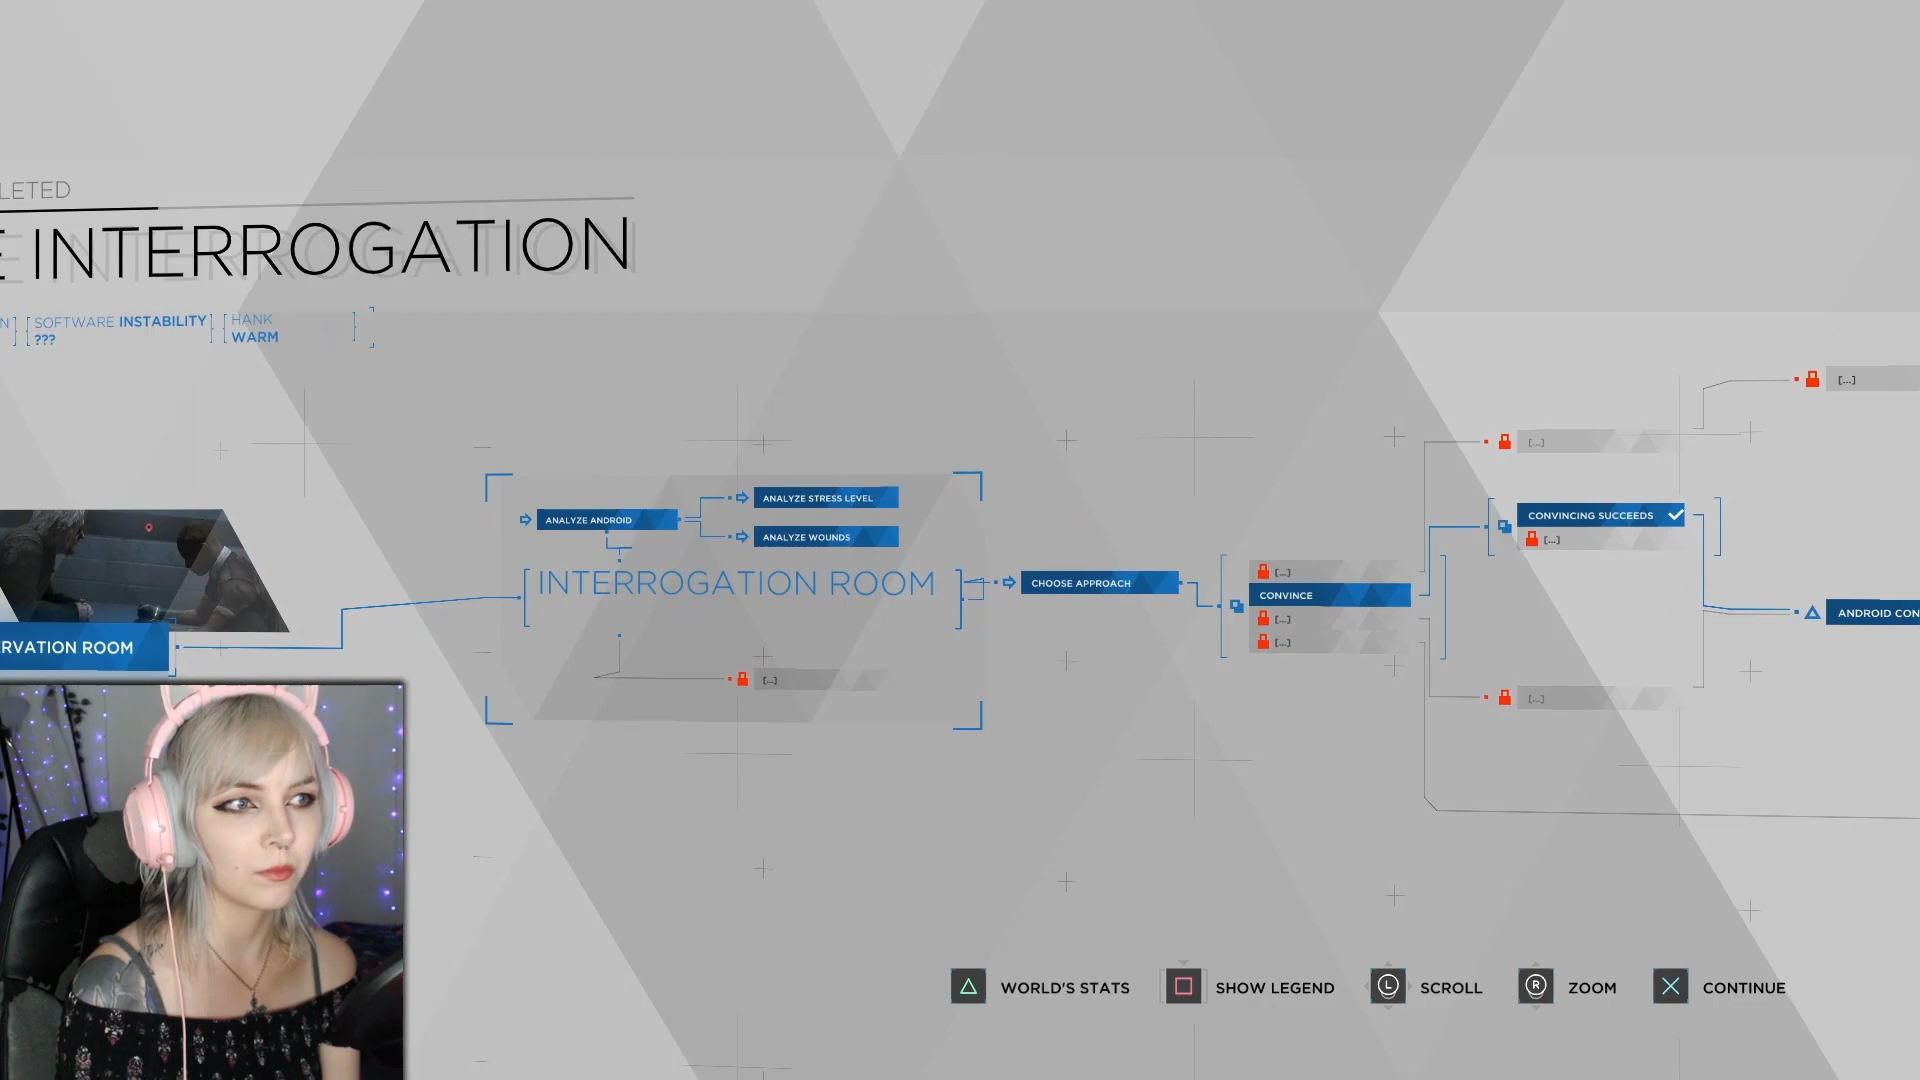 LETED
E INTERROGATION
N
SOFTWARE INSTABILITY
???
HANK
WARM
[...]
[...]
ANALYZE STRESS LEVEL
ANALYZE ANDROID
CONVINCING SUCCEEDS
ANALYZE WOUNDS
[...]
INTERROGATION ROOM
CHOOSE APPROACH
[...]
CONVINCE
[...]
[...]
ANDROID CON
RVATION ROOM
[...]
[...]
L
R
WORLD'S STATS
SHOW LEGEND
SCROLL
ZOOM
CONTINUE